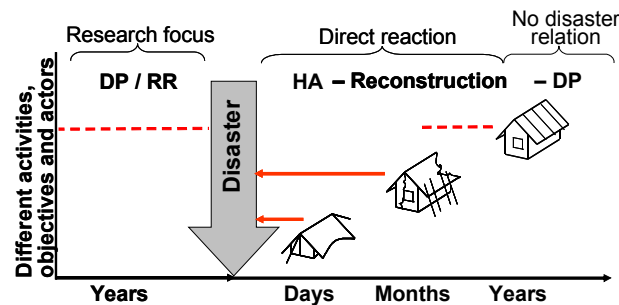 Research focus
Direct reaction
No disaster
relation
DP / RR
HA – Reconstruction – DP
Different activities,
objectives and actors
Disaster
Years
Days
Months
Years